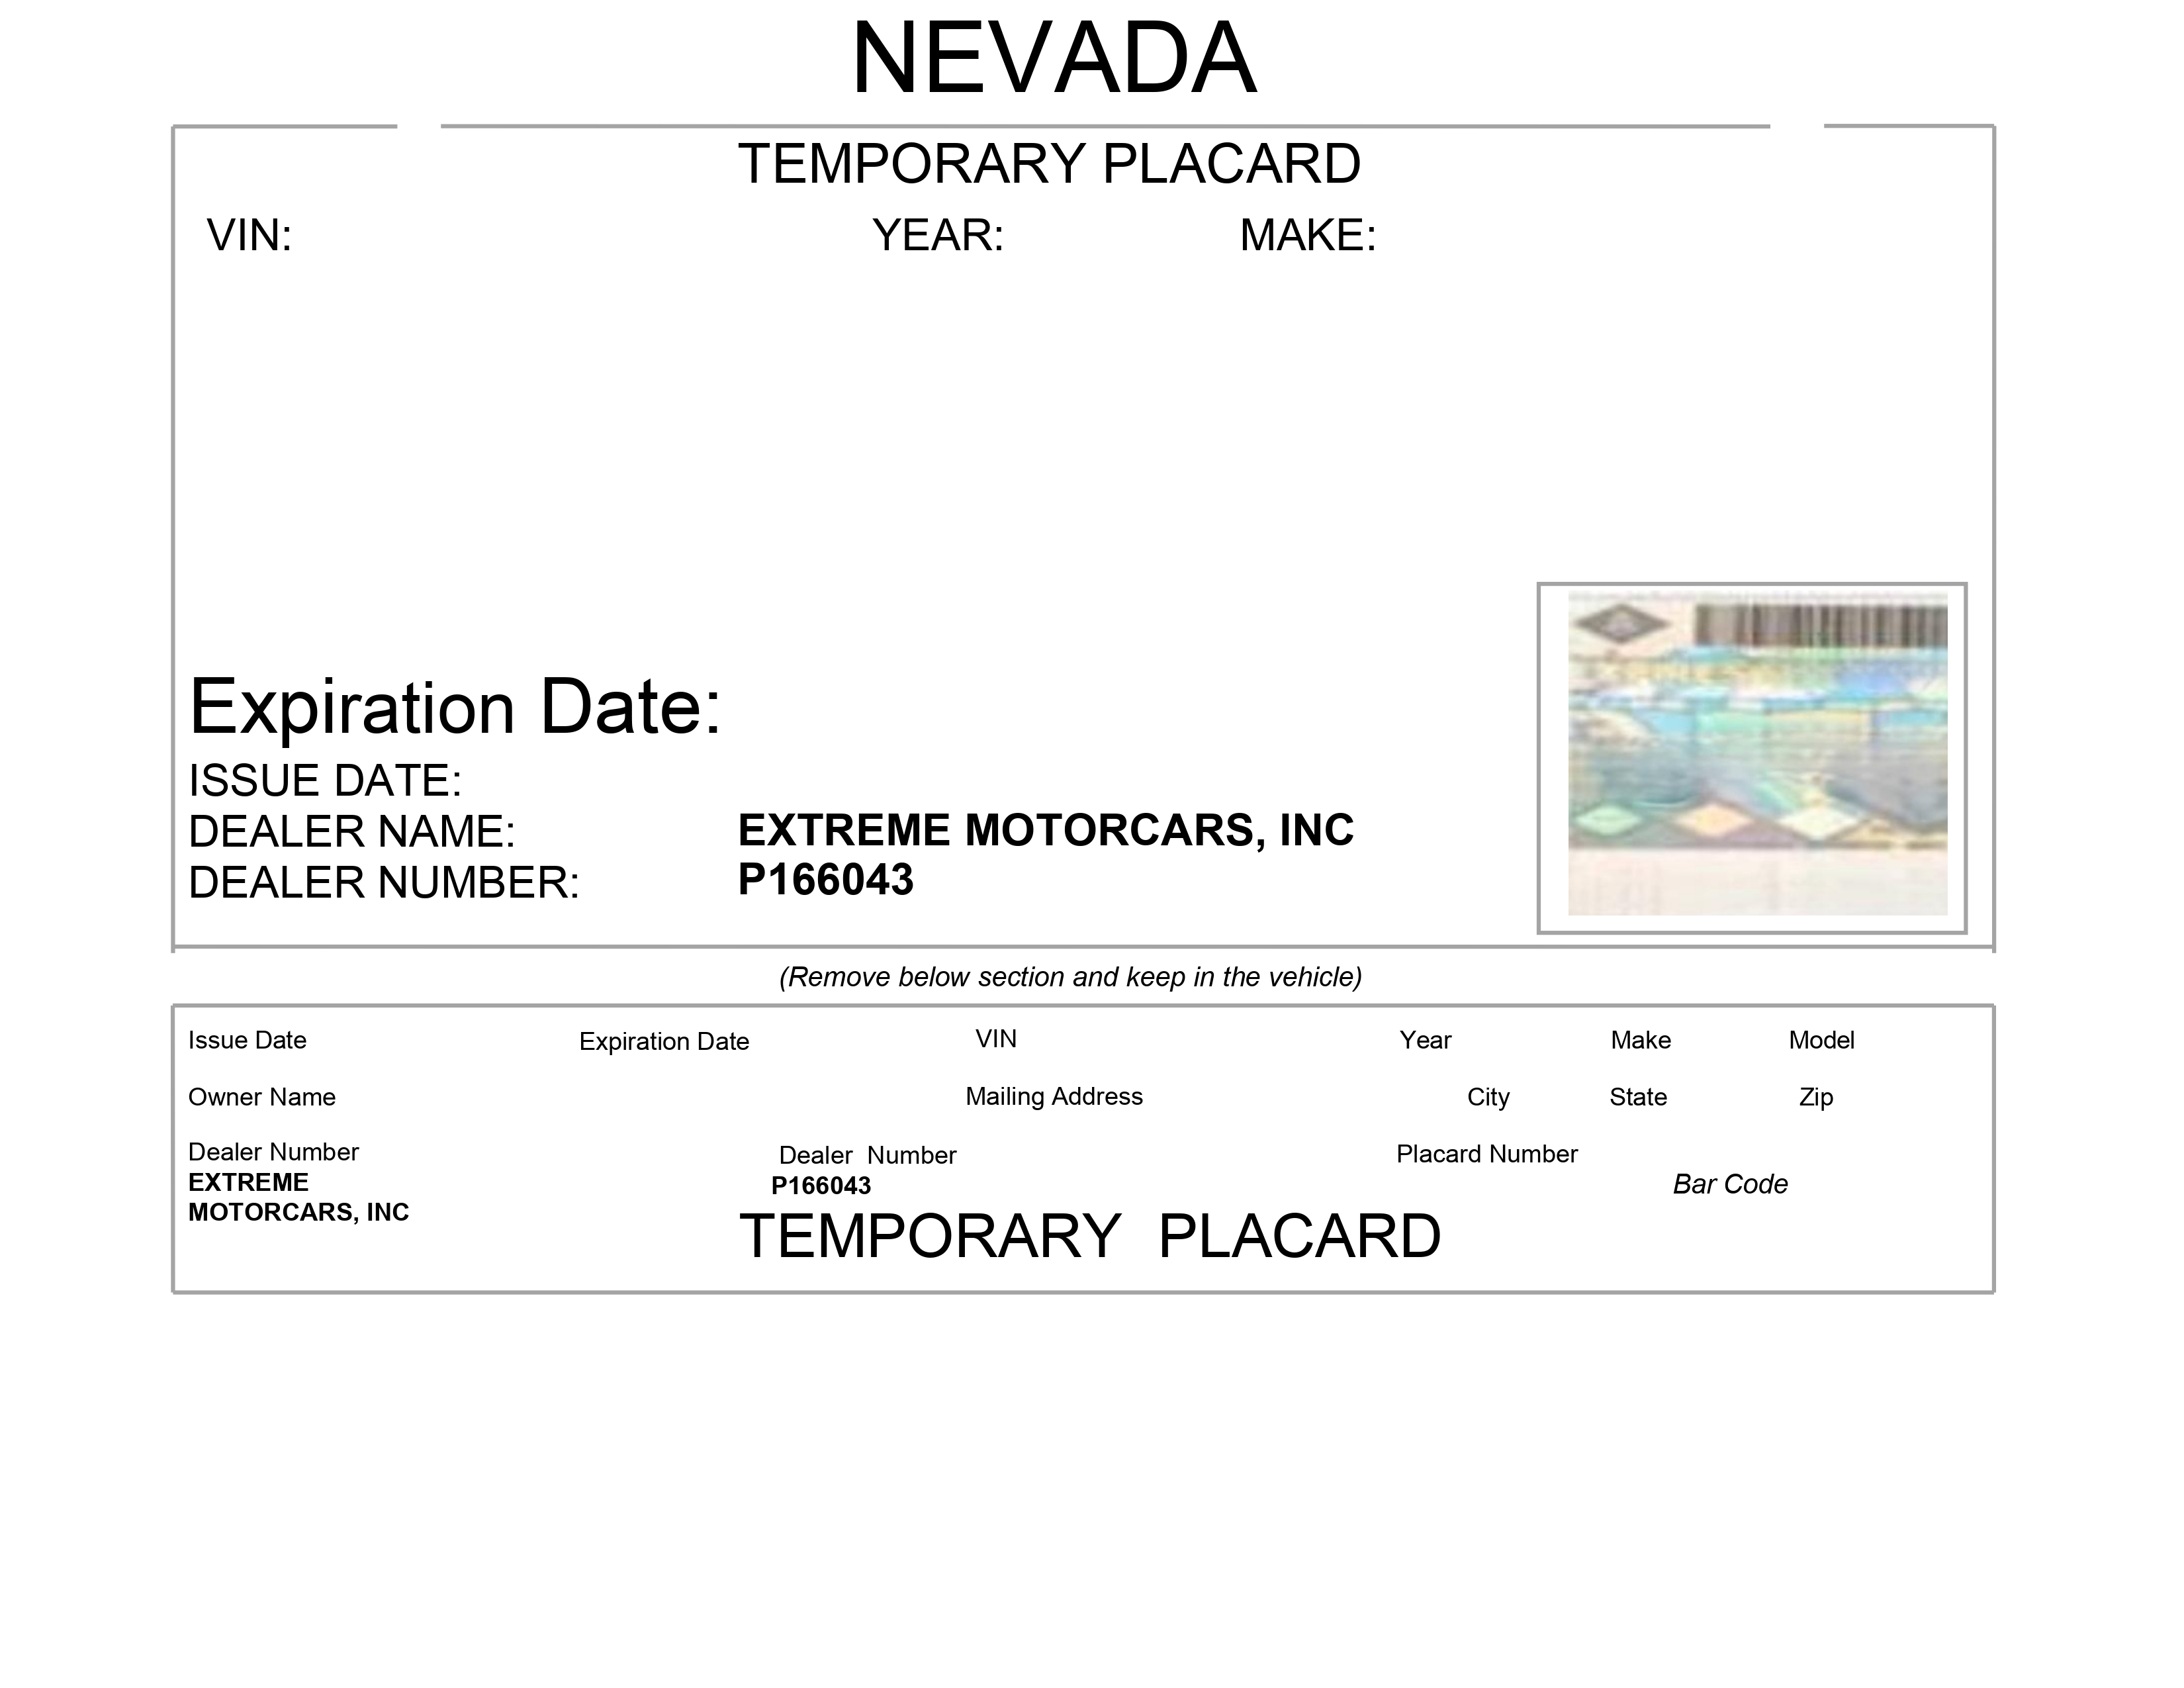 NEVADA
TEMPORARY PLACARD
VIN: YEAR: MAKE:
Expiration Date:
ISSUE DATE:
DEALER NAME: EXTREME MOTORCARS, INC
DEALER NUMBER: P166043
(Remove below section and keep in the vehicle)
Issue Date Expiration Date VIN Year Make Model
Owner Name Mailing Address City State Zip
Dealer Number Dealer Number Placard Number
EXTREME P166043 Bar Code
MOTORCARS, INC
TEMPORARY PLACARD